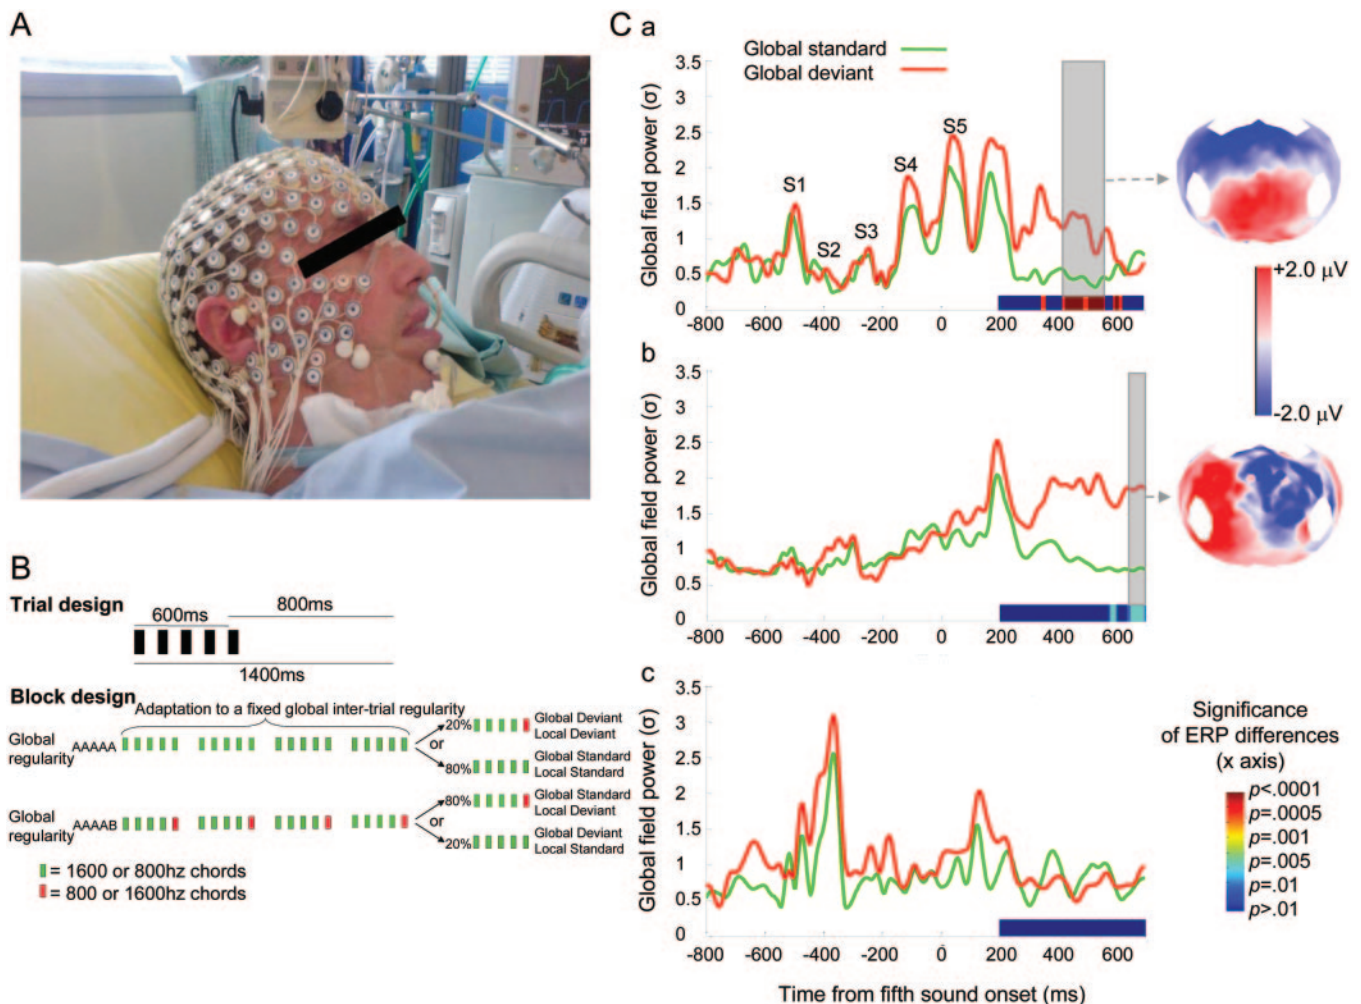 A
B
Trial design
600ms
800ms
1400ms
Block design
Adaptation to a fixed global inter-trial regularity
Global regularity
AAAAA
20%
Global Deviant
Local Deviant
or
80%
Global Standard
Local Standard
Global regularity
AAAAB
80%
Global Standard
Local Deviant
or
20%
Global Deviant
Local Standard
= 1600 or 800hz chords
= 800 or 1600hz chords
C a
Global standard
Global deviant
Global field power (σ)
3.5
3
2.5
2
1.5
1
0.5
0
S1
S2
S3
S4
S5
-800 -600 -400 -200 0 200 400 600
+2.0 µV
-2.0 µV
b
Global field power (σ)
3.5
3
2.5
2
1.5
1
0.5
0
-800 -600 -400 -200 0 200 400 600
c
Global field power (σ)
3.5
3
2.5
2
1.5
1
0.5
0
-800 -600 -400 -200 0 200 400 600
Time from fifth sound onset (ms)
Significance
of ERP differences
(x axis)
p<.0001
p=.0005
p=.001
p=.005
p=.01
p>.01